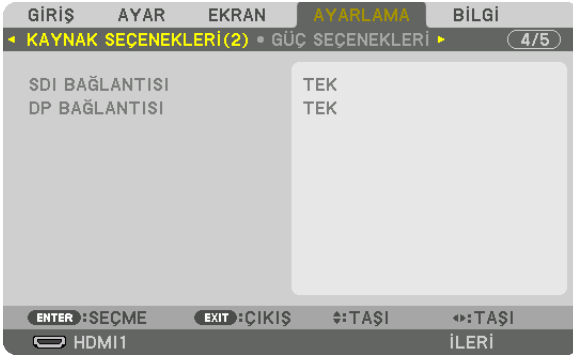 GİRİŞ AYAR EKRAN AYARLAMA BİLGİ
◂ KAYNAK SEÇENEKLERİ(2) • GÜÇ SEÇENEKLERİ ▸ 4/5
SDI BAĞLANTISI TEK
DP BAĞLANTISI TEK
ENTER:SEÇME EXIT:ÇIKIŞ ♦:TAŞI ◂▸:TAŞI
HDMI1 İLERİ